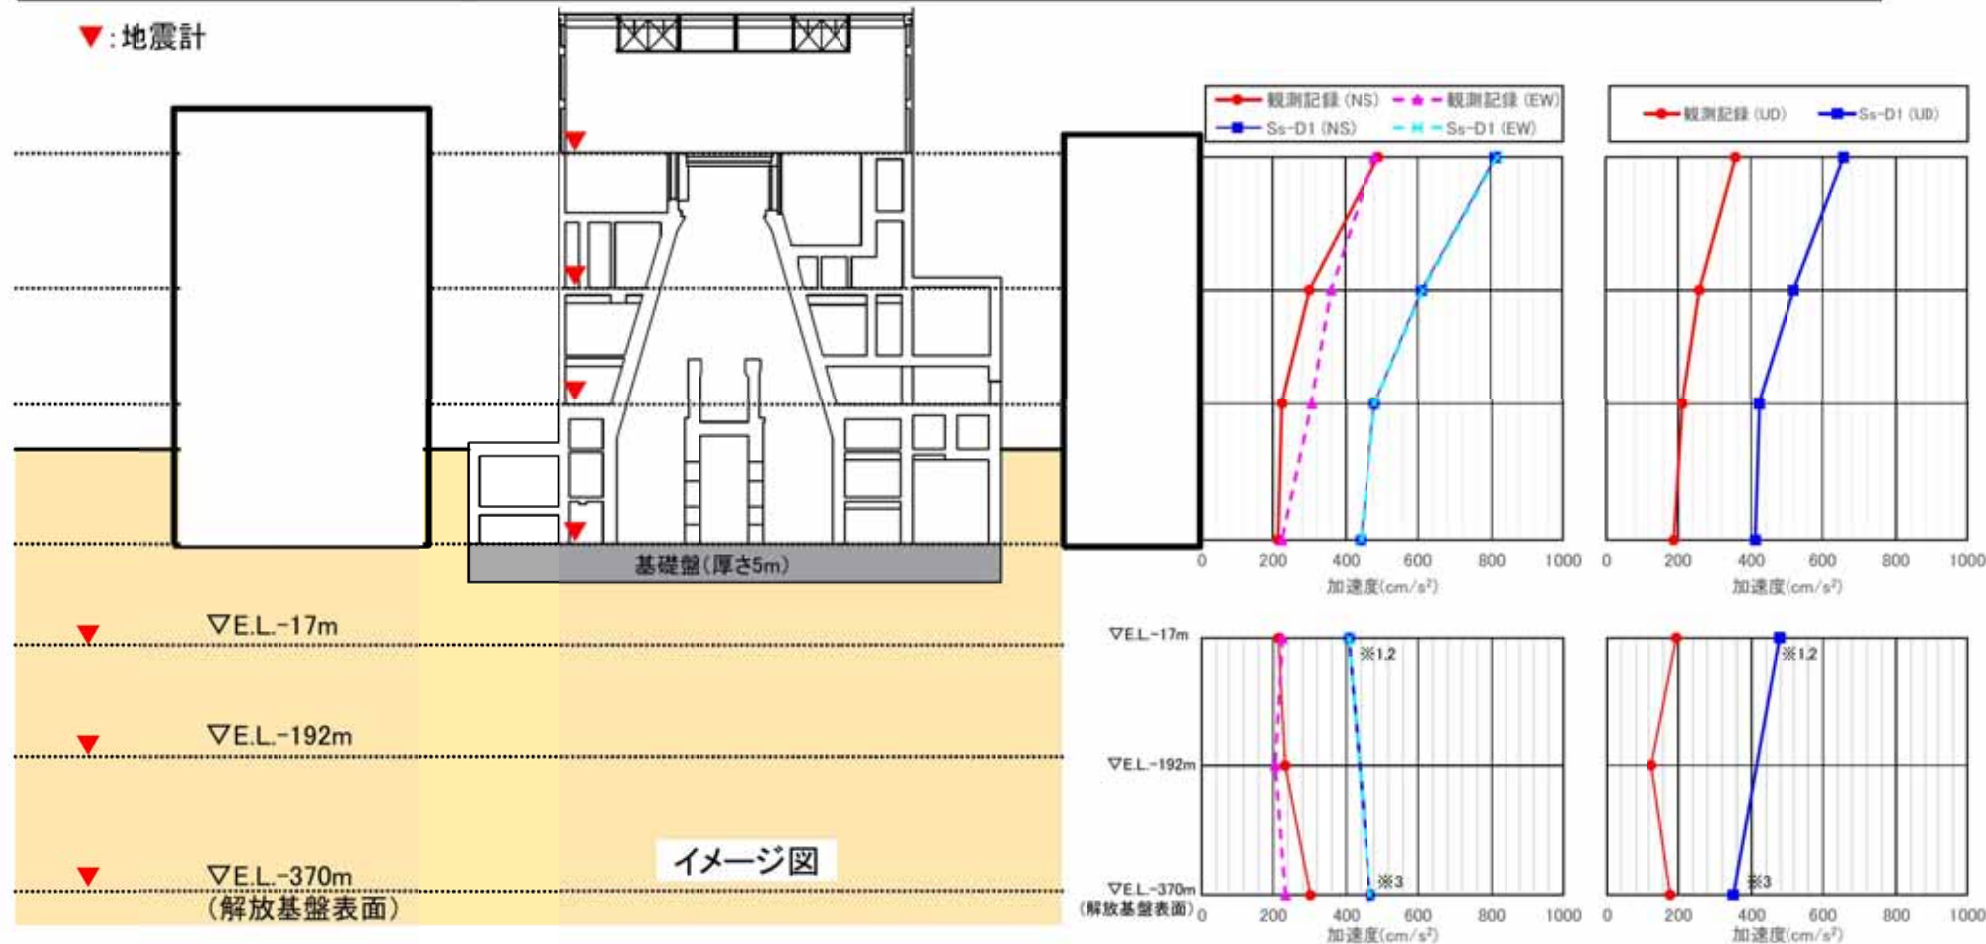 ▼:地震計
観測記録(NS) 観測記録(EW)
Ss-D1(NS) Ss-D1(EW)
観測記録(UD) Ss-D1(UD)
基礎盤(厚さ5m)
0 200 400 600 800 1000
加速度(cm/s²)
0 200 400 600 800 1000
加速度(cm/s²)
▽E.L.-17m
▽E.L.-192m
▽E.L.-370m
(解放基盤表面)
イメージ図
▽E.L.-17m
※1,2
▽E.L.-192m
※3
▽E.L.-370m
(解放基盤表面)
0 200 400 600 800 1000
加速度(cm/s²)
※1,2
※3
0 200 400 600 800 1000
加速度(cm/s²)